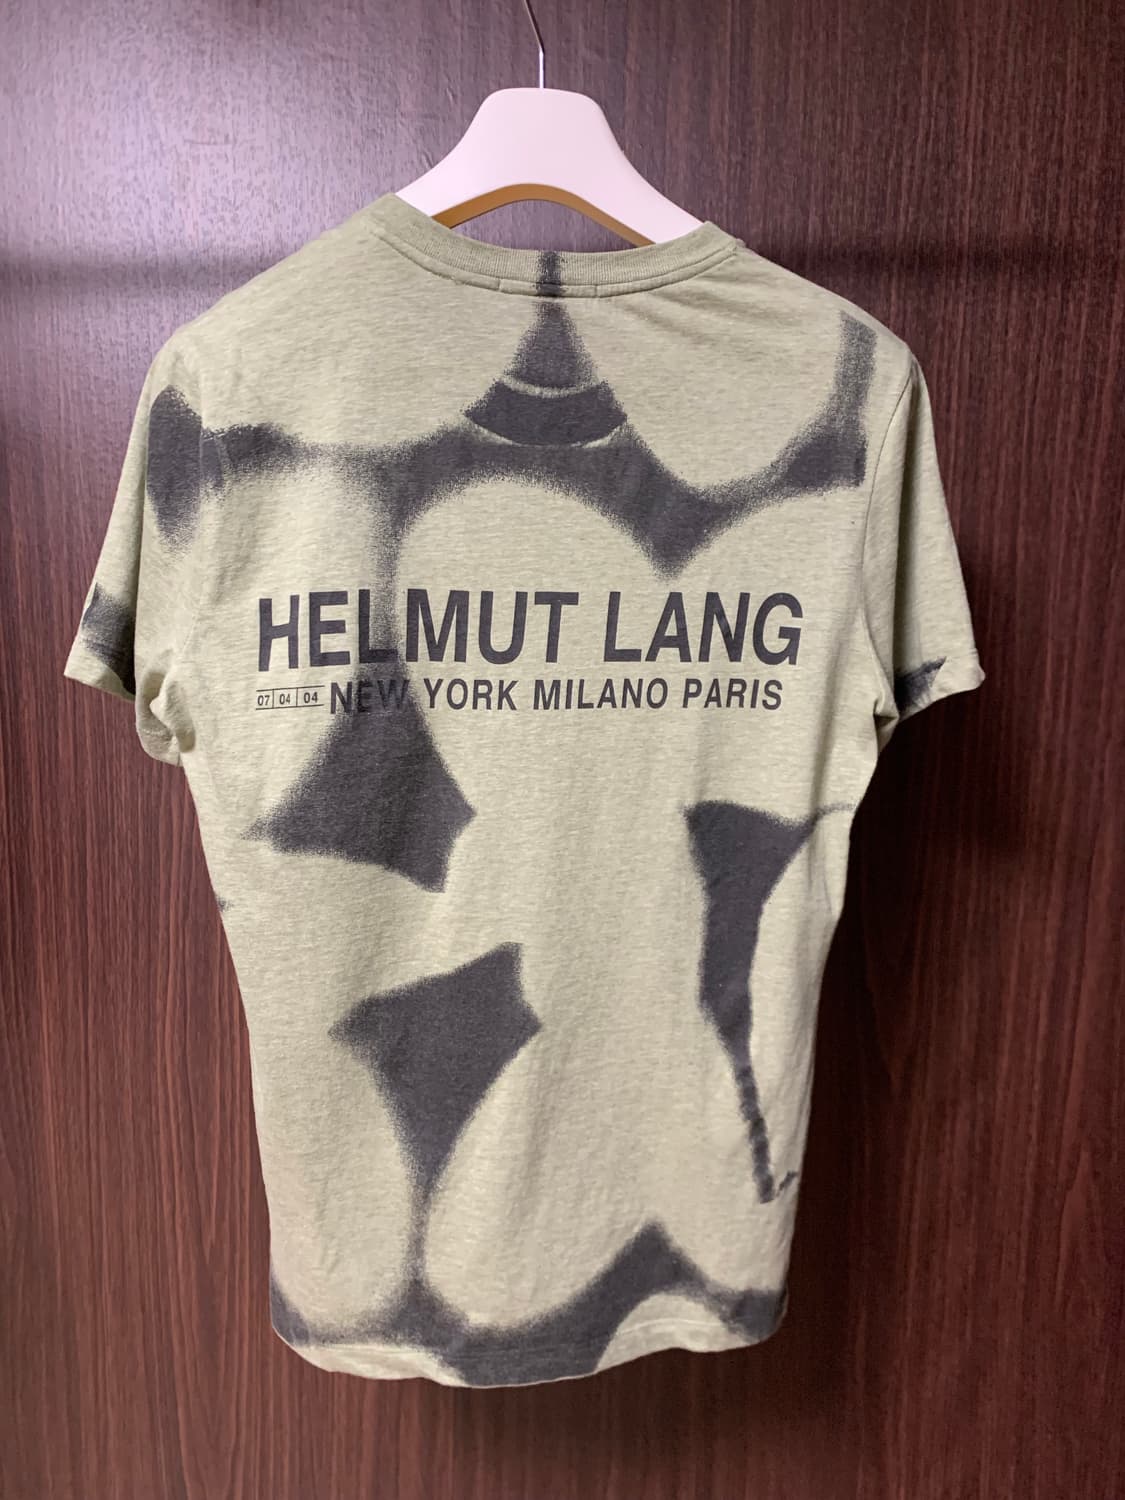 HELMUT LANG
07 04 04 NEW YORK MILANO PARIS